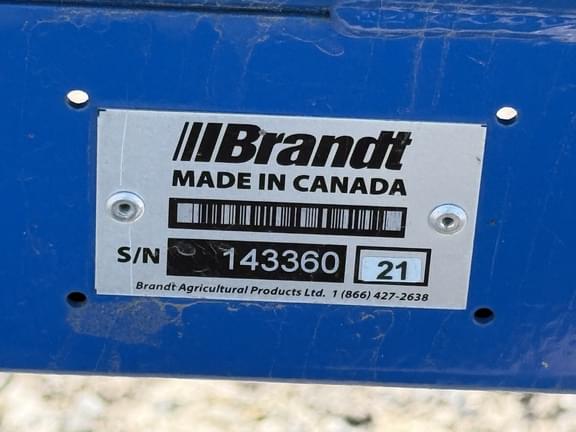 Brandt
MADE IN CANADA
S/N 143360 21
Brandt Agricultural Products Ltd. 1 (866) 427-2638